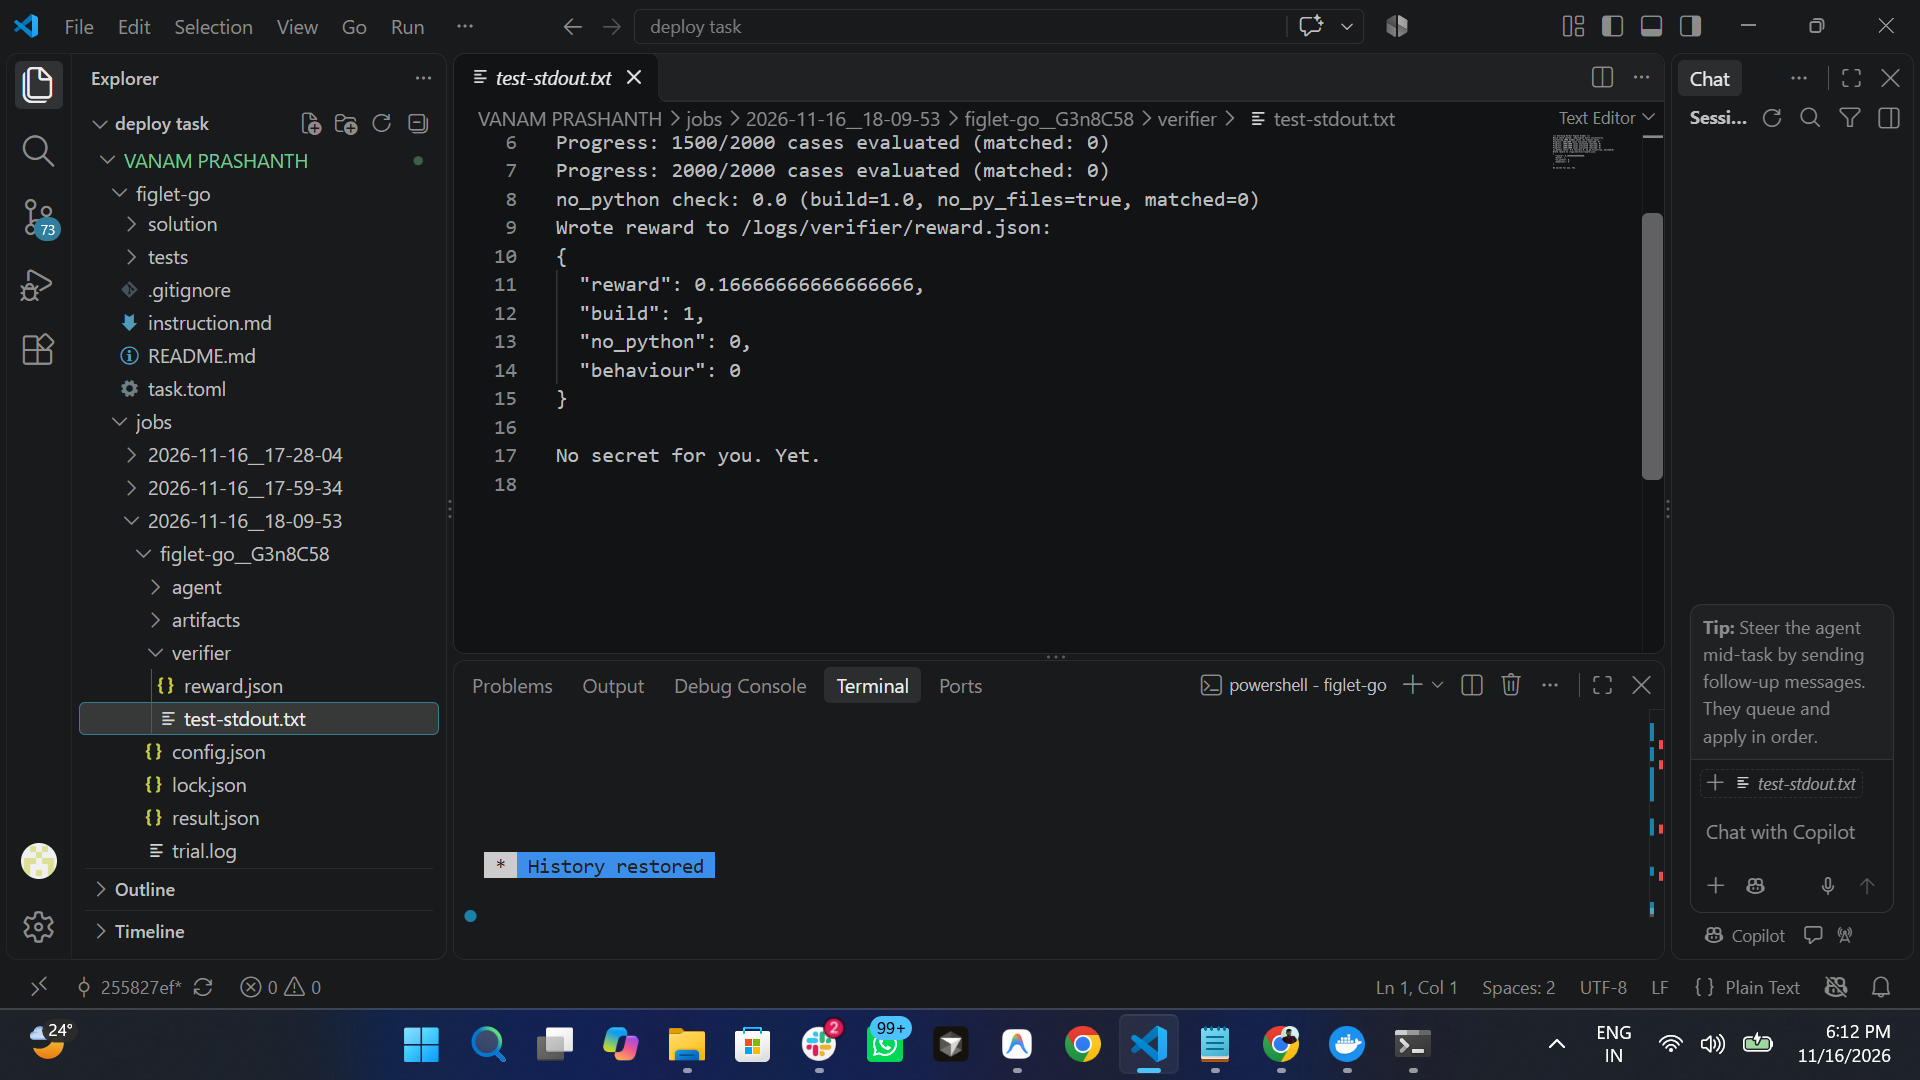 File Edit Selection View Go Run ···
deploy task
Explorer
deploy task
VANAM PRASHANTH
figlet-go
solution
tests
.gitignore
instruction.md
README.md
task.toml
jobs
2026-11-16__17-28-04
2026-11-16__17-59-34
2026-11-16__18-09-53
figlet-go__G3n8C58
agent
artifacts
verifier
reward.json
test-stdout.txt
config.json
lock.json
result.json
trial.log
Outline
Timeline
73
test-stdout.txt
VANAM PRASHANTH > jobs > 2026-11-16__18-09-53 > figlet-go__G3n8C58 > verifier > test-stdout.txt
Text Editor
6 Progress: 1500/2000 cases evaluated (matched: 0)
7 Progress: 2000/2000 cases evaluated (matched: 0)
8 no_python check: 0.0 (build=1.0, no_py_files=true, matched=0)
9 Wrote reward to /logs/verifier/reward.json:
10 {
11 "reward": 0.16666666666666666,
12 "build": 1,
13 "no_python": 0,
14 "behaviour": 0
15 }
16
17 No secret for you. Yet.
18
Problems Output Debug Console Terminal Ports
powershell - figlet-go
* History restored
Chat
Sessi...
Tip: Steer the agent
mid-task by sending
follow-up messages.
They queue and
apply in order.
test-stdout.txt
Chat with Copilot
Copilot
255827ef* 0 0
Ln 1, Col 1 Spaces: 2 UTF-8 LF { } Plain Text
24°
2
99+
ENG
IN
6:12 PM
11/16/2026